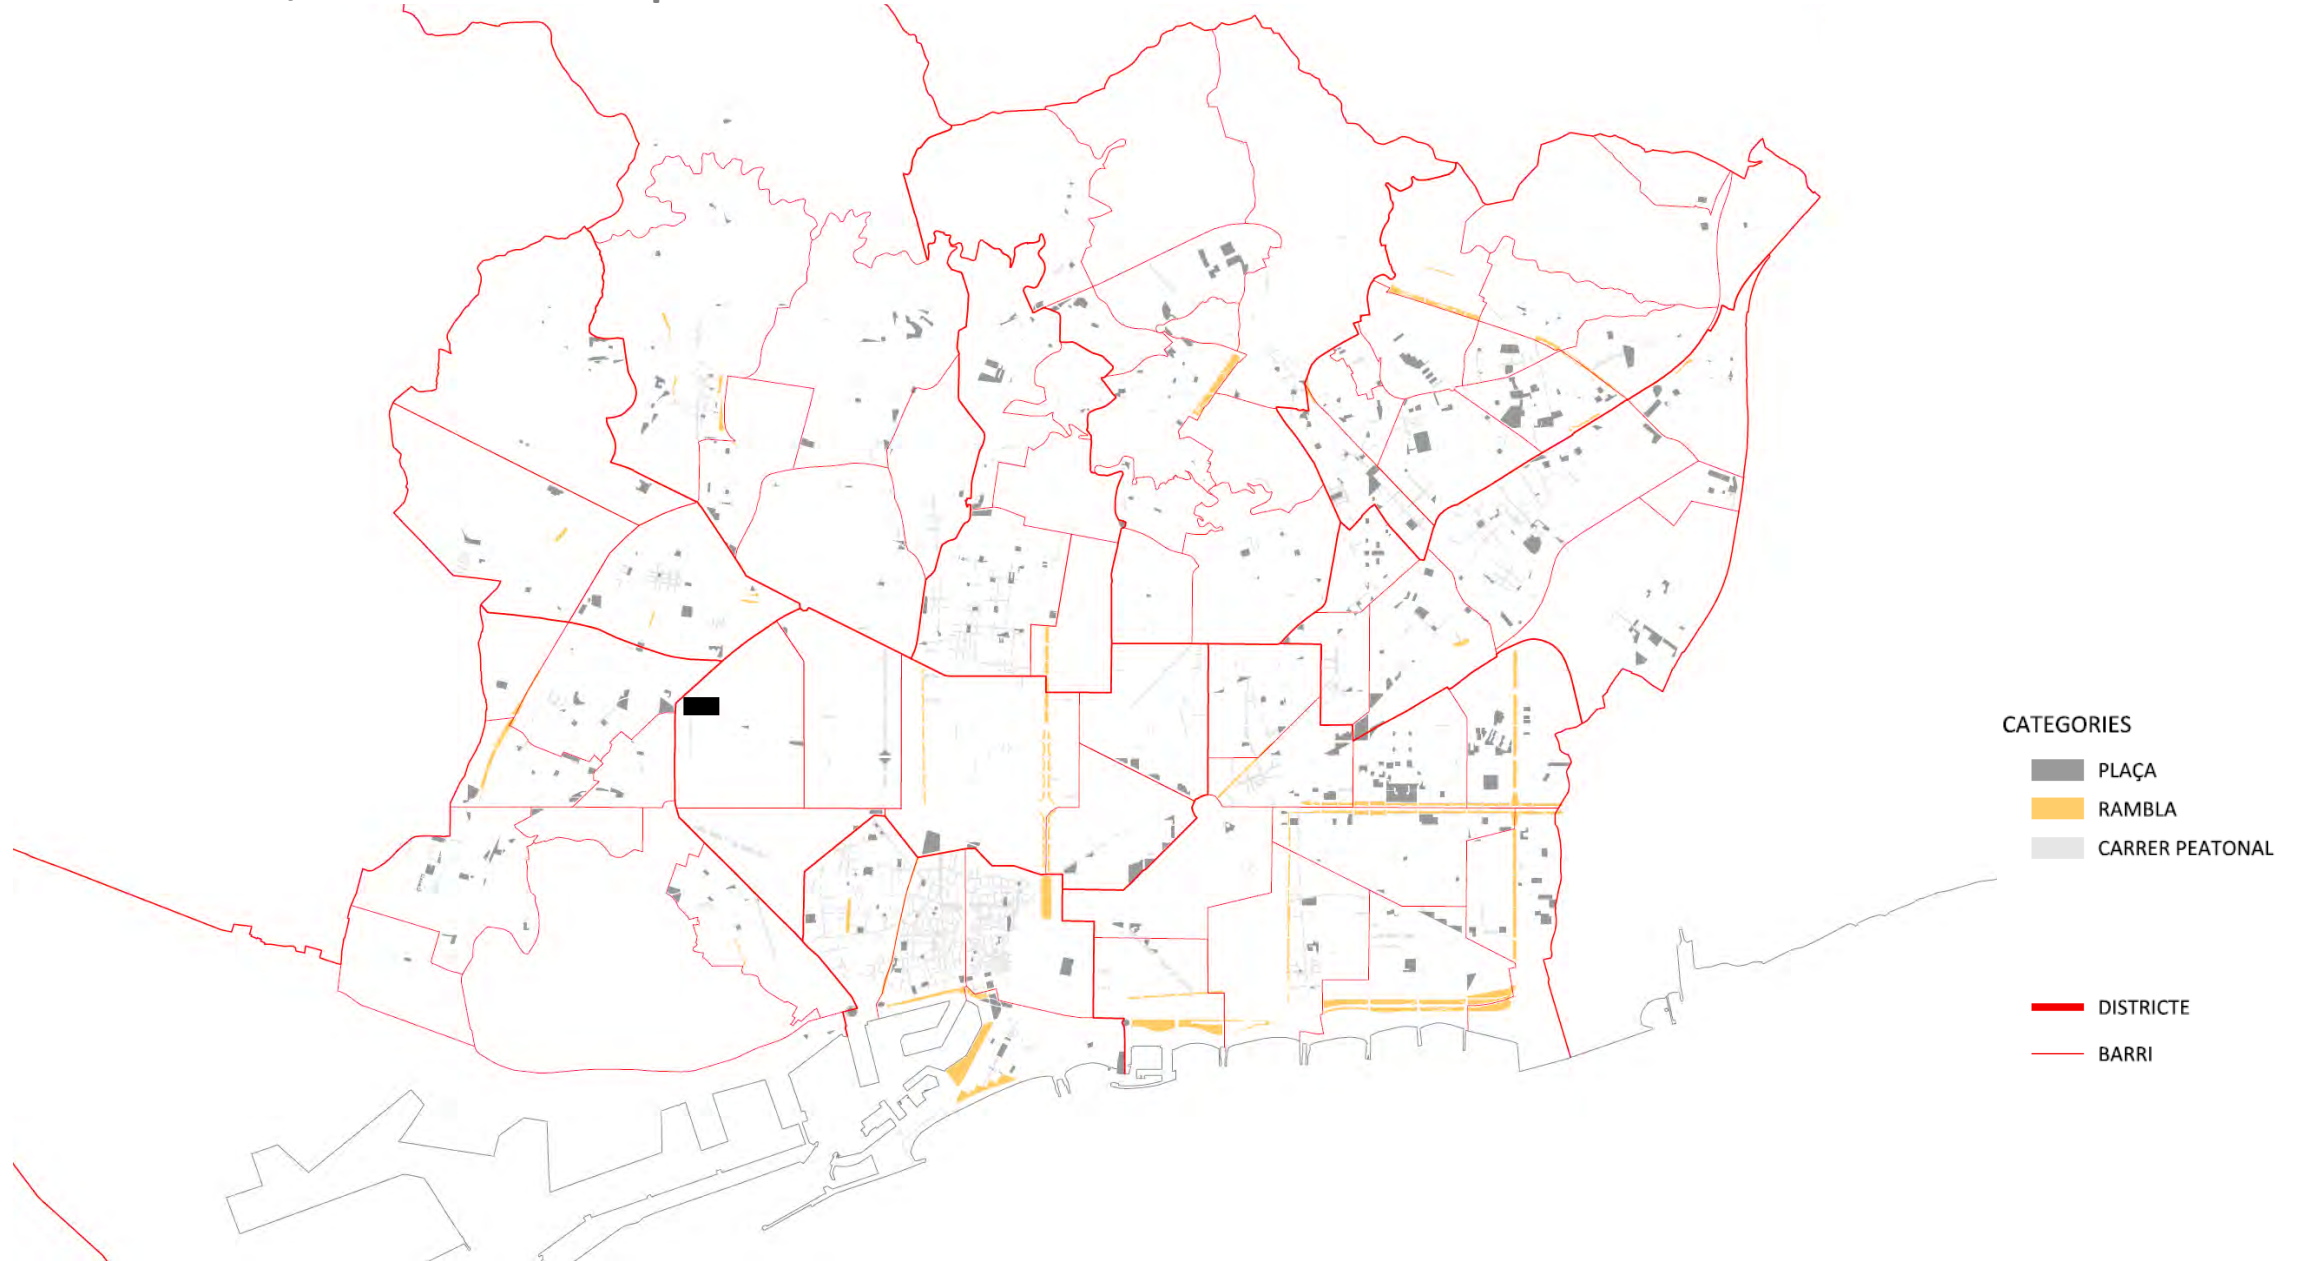 CATEGORIES
PLAÇA
RAMBLA
CARRER PEATONAL
DISTRICTE
BARRI